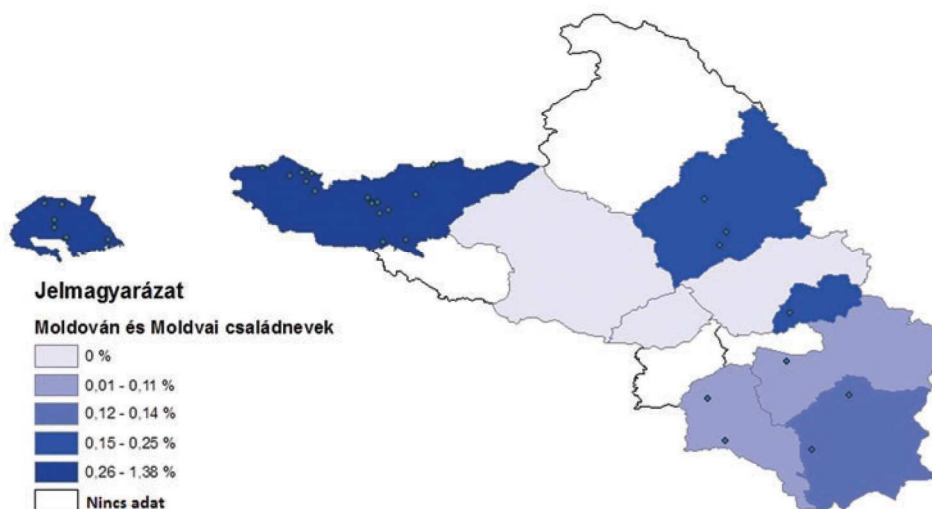 Jelmagyarázat
Moldován és Moldvai családnevek
0 %
0,01 - 0,11 %
0,12 - 0,14 %
0,15 - 0,25 %
0,26 - 1,38 %
Nincs adat